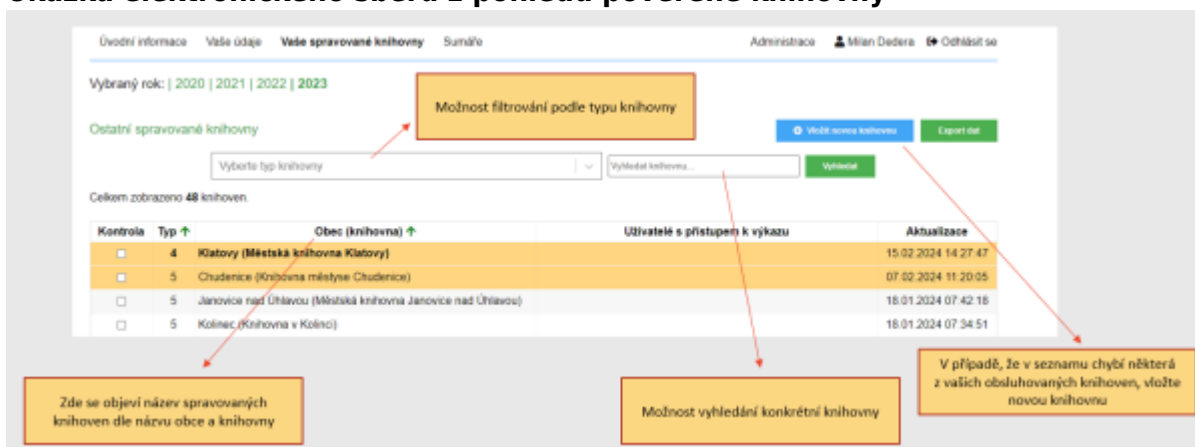 Ukázka elektronického sběru z pohledu pověřené knihovny
Úvodní informace Vaše údaje Vaše spravované knihovny Sumáře Administrace Milan Dedera Odhlásit se
Vybraný rok: | 2020 | 2021 | 2022 | 2023
Možnost filtrování podle typu knihovny
Ostatní spravované knihovny
Vložit novou knihovnu Export dat
Vyberte typ knihovny Vyhledat knihovnu... Vyhledat
Celkem zobrazeno 48 knihoven.
Kontrola Typ Obec (knihovna) Uživatelé s přístupem k výkazu Aktualizace
4 Klatovy (Městská knihovna Klatovy) 15.02.2024 14:27:47
5 Chudenice (Knihovna městyse Chudenice) 07.02.2024 11:20:05
5 Janovice nad Úhlavou (Městská knihovna Janovice nad Úhlavou) 18.01.2024 07:42:18
5 Kolinec (Knihovna v Kolinci) 18.01.2024 07:34:51
Zde se objeví název spravovaných
knihoven dle názvu obce a knihovny
Možnost vyhledání konkrétní knihovny
V případě, že v seznamu chybí některá
z vašich obsluhovaných knihoven, vložte
novou knihovnu